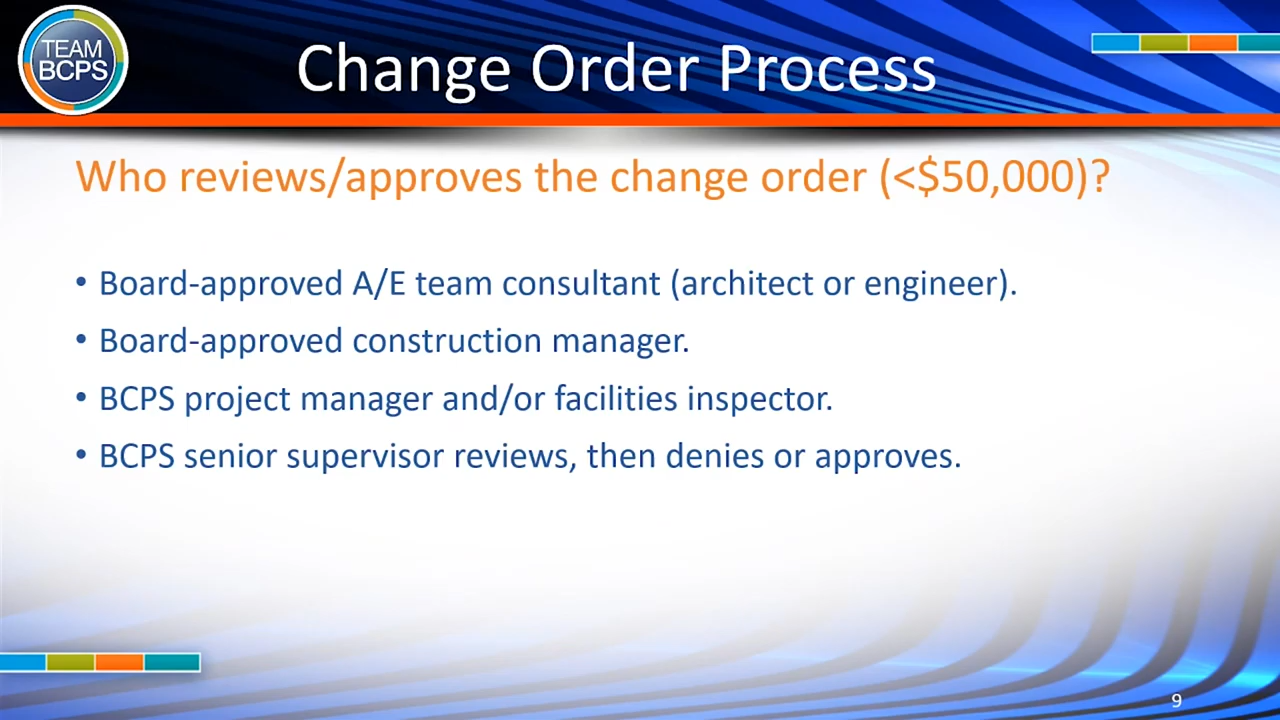 TEAM
BCPS
Change Order Process
Who reviews/approves the change order (<$50,000)?
• Board-approved A/E team consultant (architect or engineer).
• Board-approved construction manager.
• BCPS project manager and/or facilities inspector.
• BCPS senior supervisor reviews, then denies or approves.
9